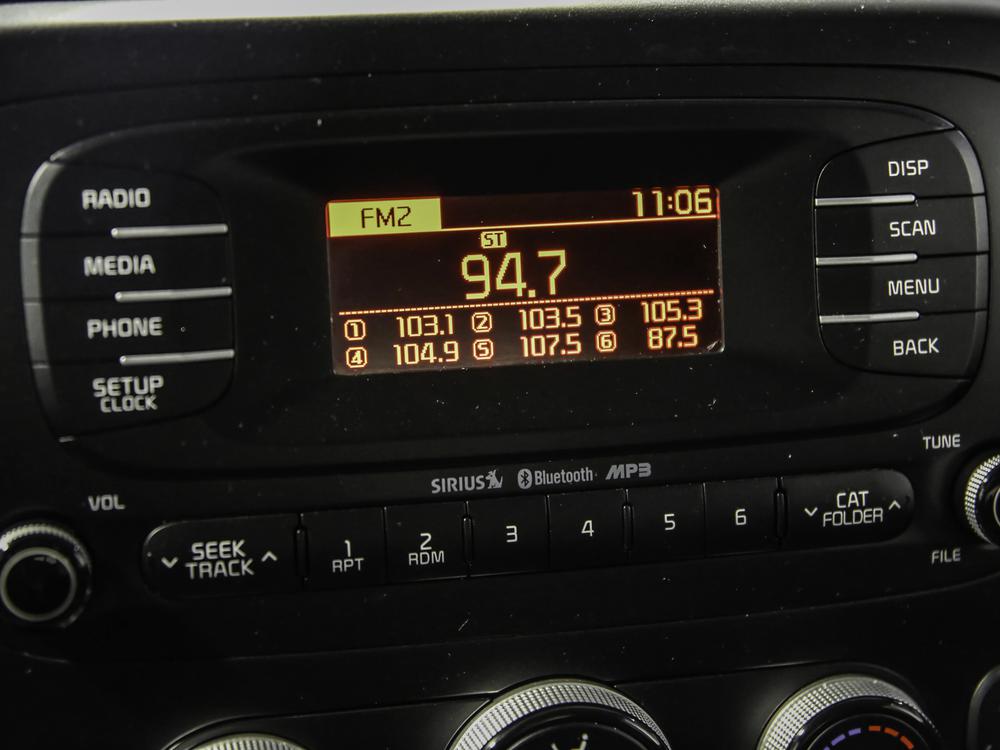 RADIO
MEDIA
PHONE
SETUP
CLOCK
FM2 11:06
ST
94.7
1 103.1 2 103.5 3 105.3
4 104.9 5 107.5 6 87.5
DISP
SCAN
MENU
BACK
SIRIUS Bluetooth MP3
TUNE
VOL
SEEK
TRACK
1
RPT
2
RDM
3
4
5
6
CAT
FOLDER
FILE